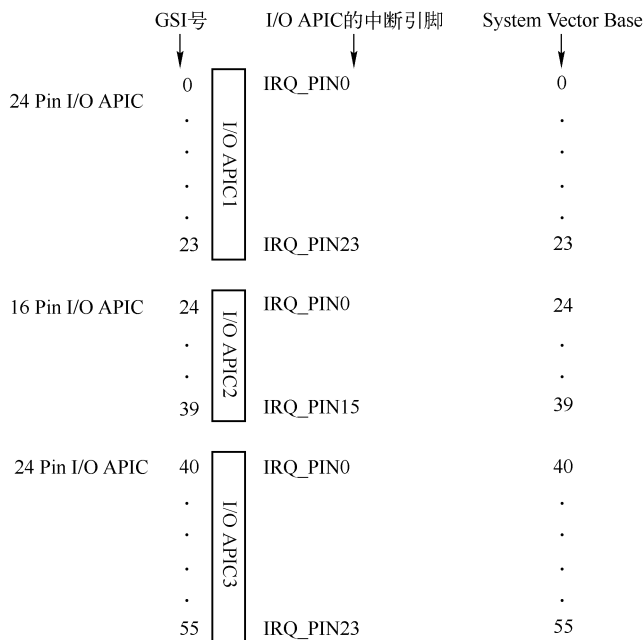 GSI号 I/O APIC的中断引脚 System Vector Base
24 Pin I/O APIC 0 IRQ_PIN0 0
I/O APIC1
23 IRQ_PIN23 23
16 Pin I/O APIC 24 IRQ_PIN0 24
I/O APIC2
39 IRQ_PIN15 39
24 Pin I/O APIC 40 IRQ_PIN0 40
I/O APIC3
55 IRQ_PIN23 55